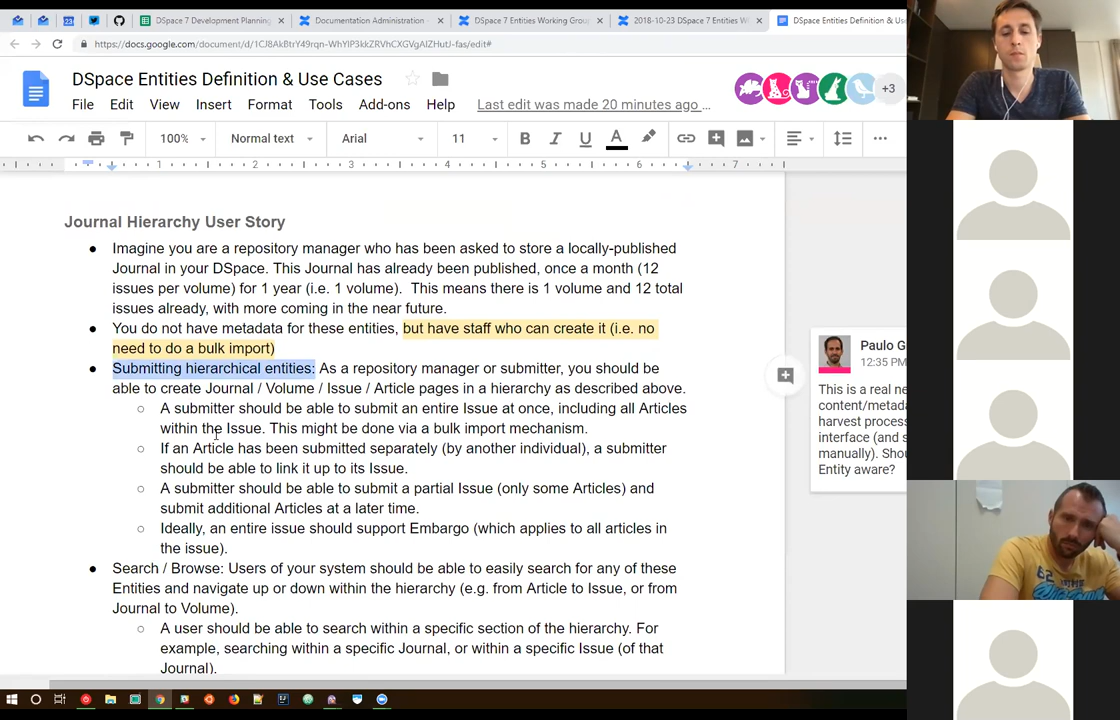 DSpace 7 Development Planning
Documentation Administration
DSpace 7 Entities Working Grou
2018-10-23 DSpace 7 Entities W
DSpace Entities Definition & Us
DSpace Entities Definition & Use Cases
File Edit View Insert Format Tools Add-ons Help
Last edit was made 20 minutes ago ...
+3
100% Normal text Arial 11 B I U A
1 2 3 4 5 6 7
Journal Hierarchy User Story
● Imagine you are a repository manager who has been asked to store a locally-published
Journal in your DSpace. This Journal has already been published, once a month (12
issues per volume) for 1 year (i.e. 1 volume). This means there is 1 volume and 12 total
issues already, with more coming in the near future.
● You do not have metadata for these entities, but have staff who can create it (i.e. no
need to do a bulk import)
● Submitting hierarchical entities: As a repository manager or submitter, you should be
able to create Journal / Volume / Issue / Article pages in a hierarchy as described above.
○ A submitter should be able to submit an entire Issue at once, including all Articles
within the Issue. This might be done via a bulk import mechanism.
○ If an Article has been submitted separately (by another individual), a submitter
should be able to link it up to its Issue.
○ A submitter should be able to submit a partial Issue (only some Articles) and
submit additional Articles at a later time.
○ Ideally, an entire issue should support Embargo (which applies to all articles in
the issue).
● Search / Browse: Users of your system should be able to easily search for any of these
Entities and navigate up or down within the hierarchy (e.g. from Article to Issue, or from
Journal to Volume).
○ A user should be able to search within a specific section of the hierarchy. For
example, searching within a specific Journal, or within a specific Issue (of that
Journal).
Paulo G
12:35 PM
This is a real ne
content/metada
harvest proces
interface (and s
manually). Shou
Entity aware?